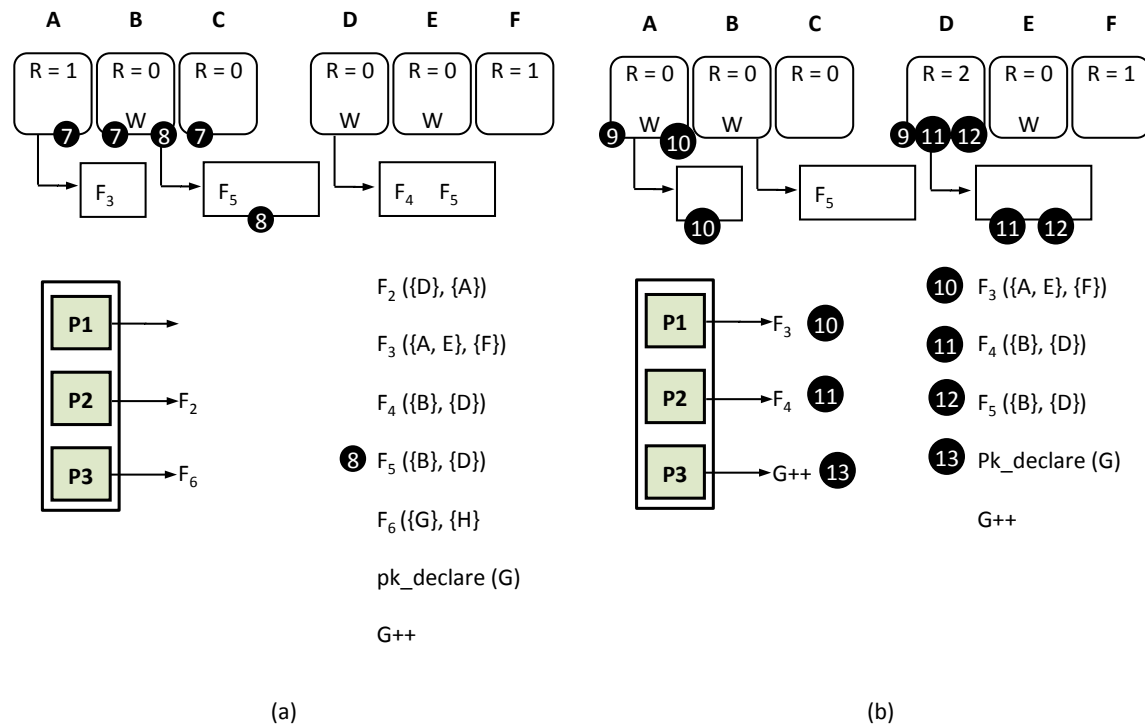 A B C D E F
R = 1 R = 0 R = 0 R = 0 R = 0 R = 1
W W W
7 7 8 7
F3 F5 F4 F5
8
F2 ({D}, {A})
P1
F3 ({A, E}, {F})
F4 ({B}, {D})
P2 F2
8 F5 ({B}, {D})
P3 F6
F6 ({G}, {H}
pk_declare (G)
G++
(a)
A B C D E F
R = 0 R = 0 R = 0 R = 2 R = 0 R = 1
W W W
9 10 9 11 12
F5
10 11 12
10 F3 ({A, E}, {F})
P1 F3 10
11 F4 ({B}, {D})
P2 F4 11
12 F5 ({B}, {D})
13 Pk_declare (G)
P3 G++ 13
G++
(b)